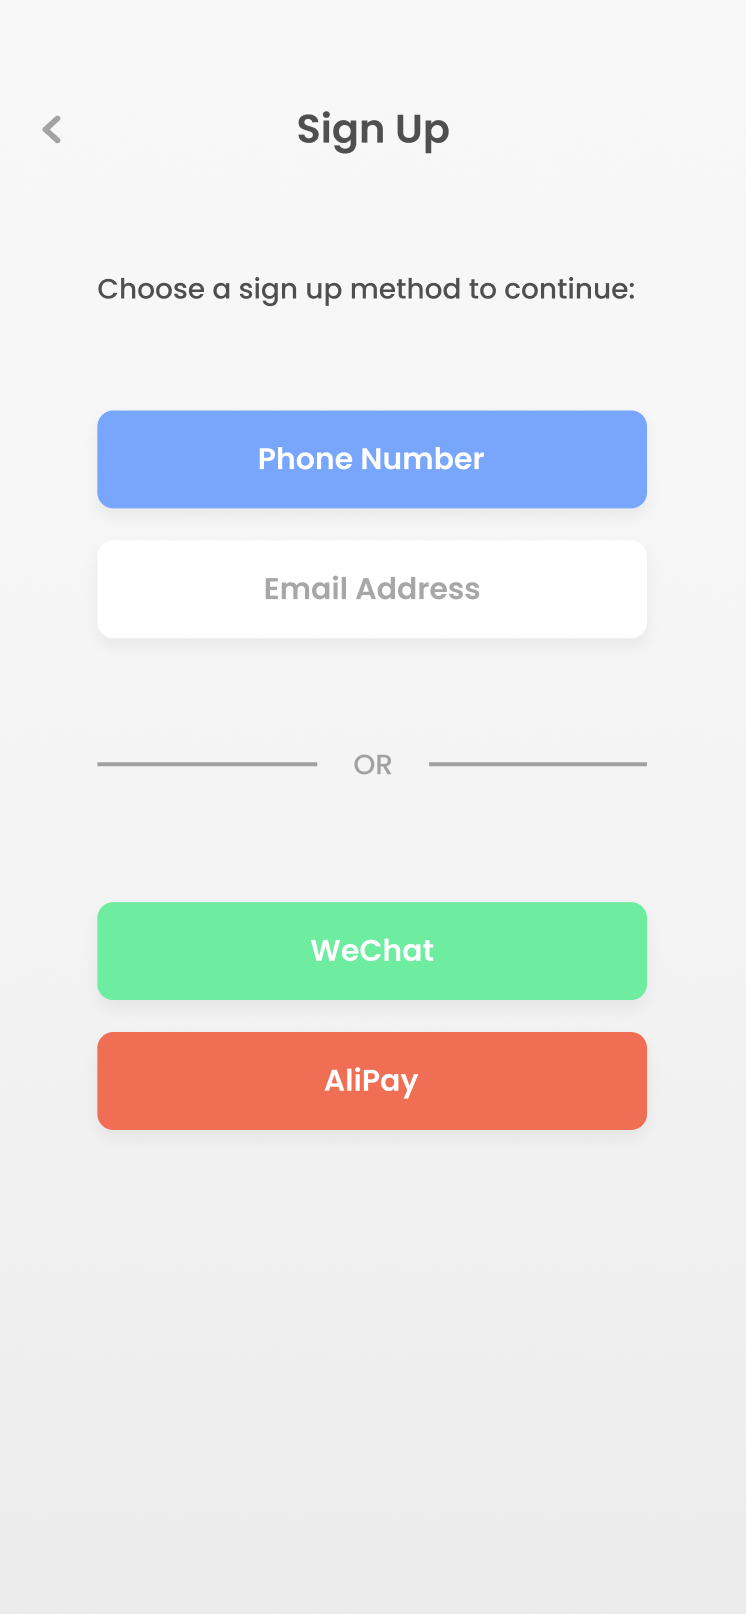 Sign Up
Choose a sign up method to continue:
Phone Number
Email Address
OR
WeChat
AliPay